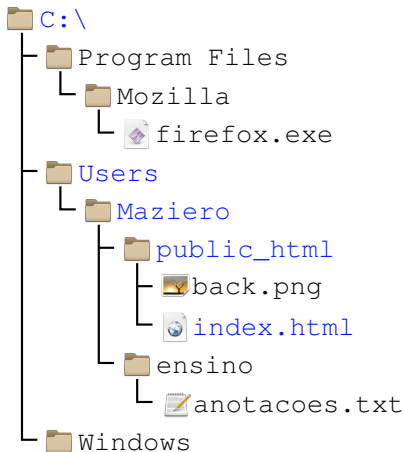 C:\
Program Files
Mozilla
firefox.exe
Users
Maziero
public_html
back.png
index.html
ensino
anotacoes.txt
Windows